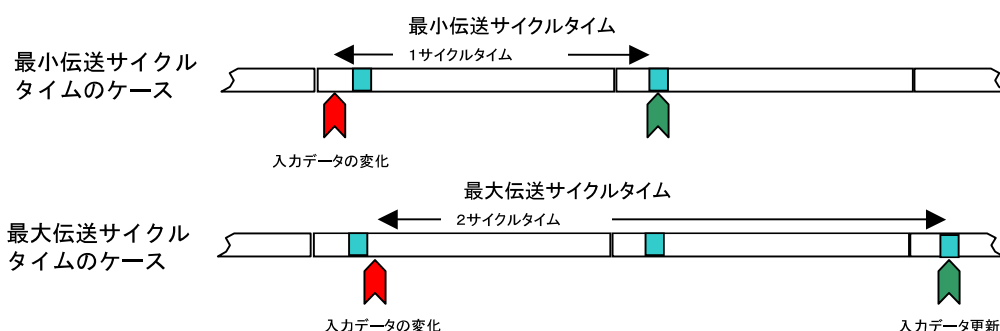 最小伝送サイクルタイム
1サイクルタイム
最小伝送サイクル
タイムのケース
入力データの変化
最大伝送サイクルタイム
2サイクルタイム
最大伝送サイクル
タイムのケース
入力データの変化
入力データ更新